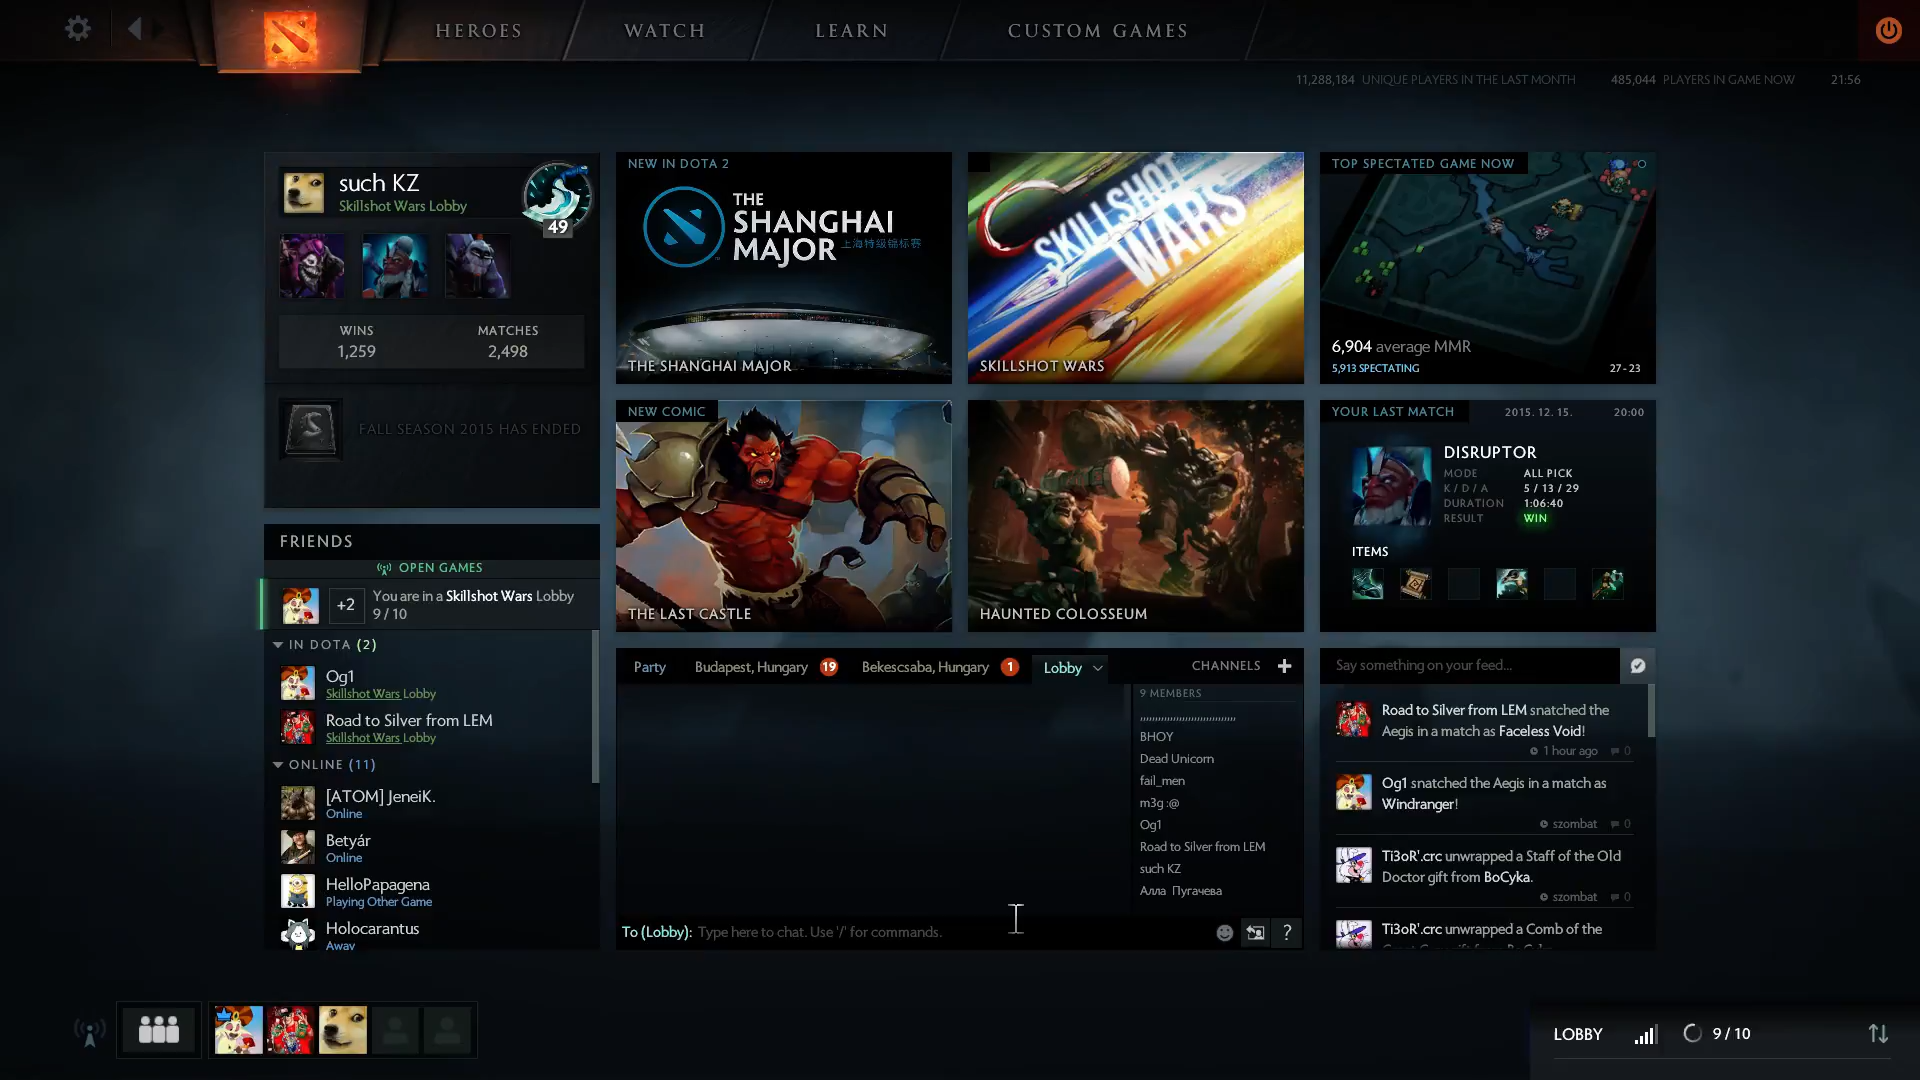 HEROES
WATCH
LEARN
CUSTOM GAMES
11,288,184 UNIQUE PLAYERS IN THE LAST MONTH
485,044 PLAYERS IN GAME NOW
21:56
such KZ
Skillshot Wars Lobby
49
WINS
1,259
MATCHES
2,498
FALL SEASON 2015 HAS ENDED
NEW IN DOTA 2
THE
SHANGHAI
MAJOR 上海特级锦标赛
THE SHANGHAI MAJOR
SKILLSHOT
WARS
SKILLSHOT WARS
TOP SPECTATED GAME NOW
6,904 average MMR
5,913 SPECTATING
27 - 23
NEW COMIC
THE LAST CASTLE
HAUNTED COLOSSEUM
YOUR LAST MATCH
2015. 12. 15.
20:00
DISRUPTOR
MODE ALL PICK
K / D / A 5 / 13 / 29
DURATION 1:06:40
RESULT WIN
ITEMS
FRIENDS
OPEN GAMES
+2
You are in a Skillshot Wars Lobby
9 / 10
IN DOTA (2)
Og1
Skillshot Wars Lobby
Road to Silver from LEM
Skillshot Wars Lobby
ONLINE (11)
[ATOM] JeneiK.
Online
Betyár
Online
HelloPapagena
Playing Other Game
Holocarantus
Away
Party
Budapest, Hungary 19
Bekescsaba, Hungary 1
Lobby
CHANNELS +
9 MEMBERS
BHOY
Dead Unicorn
fail_men
m3g :@
Og1
Road to Silver from LEM
such KZ
Алла Пугачева
To (Lobby): Type here to chat. Use '/' for commands.
?
Say something on your feed...
Road to Silver from LEM snatched the
Aegis in a match as Faceless Void!
1 hour ago 0
Og1 snatched the Aegis in a match as
Windranger!
szombat 0
Ti3oR'.crc unwrapped a Staff of the Old
Doctor gift from BoCyka.
szombat 0
Ti3oR'.crc unwrapped a Comb of the
LOBBY
9 / 10